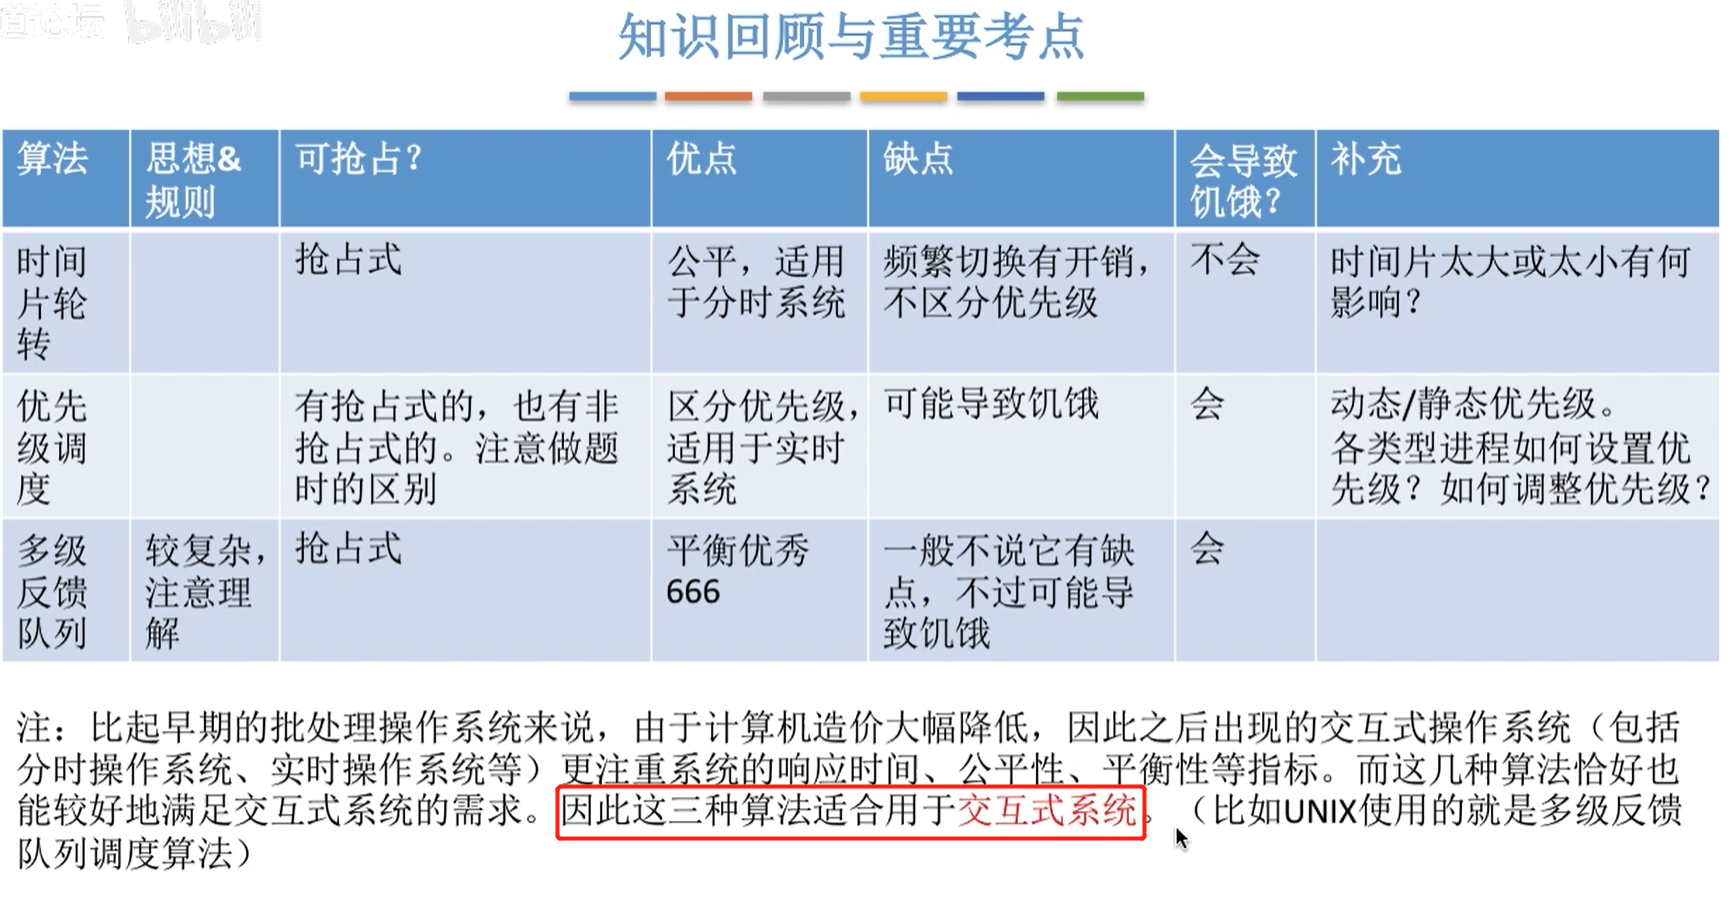 首论坛 bilibili
知识回顾与重要考点
算法
思想&
规则
可抢占？
优点
缺点
会导致
饥饿？
补充
时间
片轮
转
抢占式
公平，适用
于分时系统
频繁切换有开销，
不区分优先级
不会
时间片太大或太小有何
影响？
优先
级调
度
有抢占式的，也有非
抢占式的。注意做题
时的区别
区分优先级，
适用于实时
系统
可能导致饥饿
会
动态/静态优先级。
各类型进程如何设置优
先级？如何调整优先级？
多级
反馈
队列
较复杂，
注意理
解
抢占式
平衡优秀
666
一般不说它有缺
点，不过可能导
致饥饿
会
注：比起早期的批处理操作系统来说，由于计算机造价大幅降低，因此之后出现的交互式操作系统（包括
分时操作系统、实时操作系统等）更注重系统的响应时间、公平性、平衡性等指标。而这几种算法恰好也
能较好地满足交互式系统的需求。因此这三种算法适合用于交互式系统。（比如UNIX使用的就是多级反馈
队列调度算法）